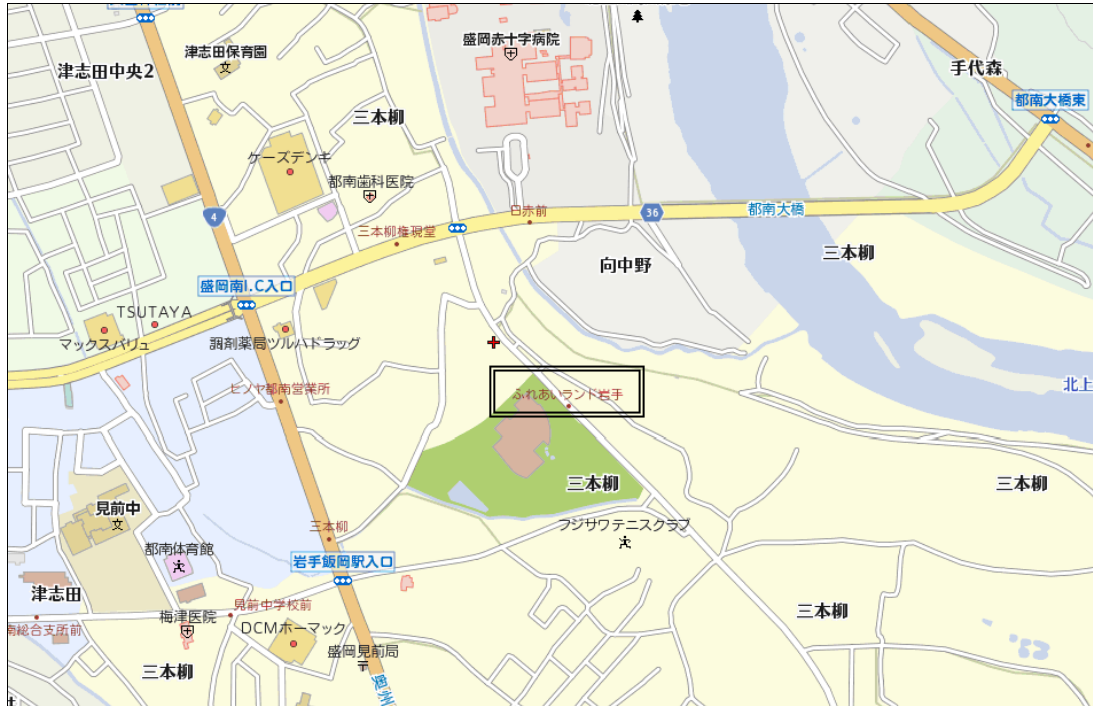 盛岡赤十字病院
津志田保育園
津志田中央2
手代森
都南大橋東
三本柳
ケーズデンキ
都南歯科医院
4
日赤前
36
都南大橋
三本柳権現堂
三本柳
向中野
盛岡南I.C入口
TSUTAYA
マックスバリュ
調剤薬局ツルハドラッグ
ヒノヤ都南営業所
ふれあいランド岩手
北上
三本柳
三本柳
見前中
フジサワテニスクラブ
三本柳
都南体育館
岩手飯岡駅入口
津志田
見前中学校前
三本柳
梅津医院
南総合支所前
DCMホーマック
盛岡見前局
三本柳
奥州